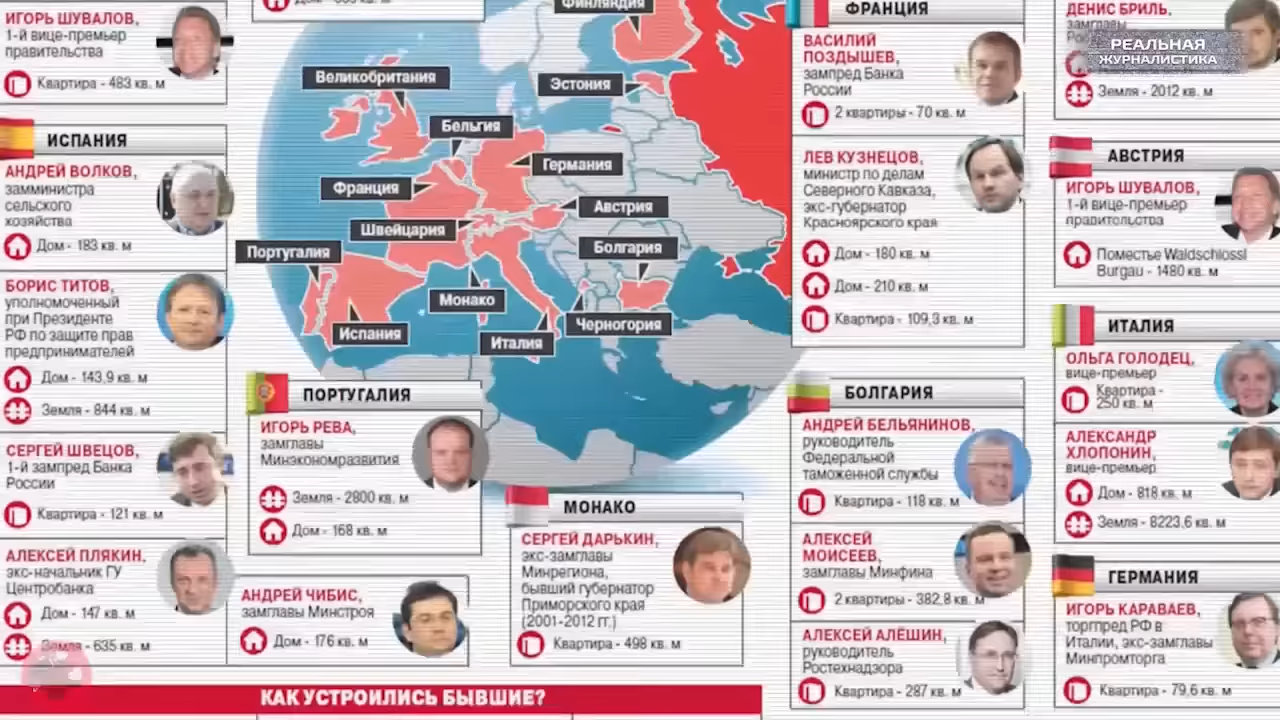 ИГОРЬ ШУВАЛОВ,
1-й вице-премьер
правительства
Квартира - 483 кв. м
ИСПАНИЯ
АНДРЕЙ ВОЛКОВ,
замминистра
сельского
хозяйства
Дом - 183 кв. м
БОРИС ТИТОВ,
уполномоченный
при Президенте
РФ по защите прав
предпринимателей
Дом - 143,9 кв. м
Земля - 844 кв. м
СЕРГЕЙ ШВЕЦОВ,
1-й зампред Банка
России
Квартира - 121 кв. м
АЛЕКСЕЙ ПЛЯКИН,
экс-начальник ГУ
Центробанка
Дом - 147 кв. м
Земля - 635 кв. м
Финляндия
Великобритания
Эстония
Бельгия
Германия
Франция
Австрия
Швейцария
Болгария
Португалия
Монако
Черногория
Испания
Италия
ПОРТУГАЛИЯ
ИГОРЬ РЕВА,
замглавы
Минэкономразвития
Земля - 2800 кв. м
Дом - 168 кв. м
АНДРЕЙ ЧИБИС,
замглавы Минстроя
Дом - 176 кв. м
МОНАКО
СЕРГЕЙ ДАРЬКИН,
экс-замглавы
Минрегиона,
бывший губернатор
Приморского края
(2001-2012 гг.)
Квартира - 498 кв. м
ФРАНЦИЯ
ВАСИЛИЙ
ПОЗДЫШЕВ,
зампред Банка
России
2 квартиры - 70 кв. м
ЛЕВ КУЗНЕЦОВ,
министр по делам
Северного Кавказа,
экс-губернатор
Красноярского края
Дом - 180 кв. м
Дом - 210 кв. м
Квартира - 109,3 кв. м
БОЛГАРИЯ
АНДРЕЙ БЕЛЬЯНИНОВ,
руководитель
Федеральной
таможенной службы
Квартира - 118 кв. м
АЛЕКСЕЙ
МОИСЕЕВ,
замглавы Минфина
2 квартиры - 382,8 кв. м
АЛЕКСЕЙ АЛЁШИН,
руководитель
Ростехнадзора
Квартира - 287 кв. м
ДЕНИС БРИЛЬ,
замглавы
РЕАЛЬНАЯ
ЖУРНАЛИСТИКА
Земля - 2012 кв. м
АВСТРИЯ
ИГОРЬ ШУВАЛОВ,
1-й вице-премьер
правительства
Поместье Waldschlossl
Burgau - 1480 кв. м
ИТАЛИЯ
ОЛЬГА ГОЛОДЕЦ,
вице-премьер
Квартира -
250 кв. м
АЛЕКСАНДР
ХЛОПОНИН,
вице-премьер
Дом - 818 кв. м
Земля - 8223,6 кв. м
ГЕРМАНИЯ
ИГОРЬ КАРАВАЕВ,
торгпред РФ в
Италии, экс-замглавы
Минпромторга
Квартира - 79,6 кв. м
КАК УСТРОИЛИСЬ БЫВШИЕ?